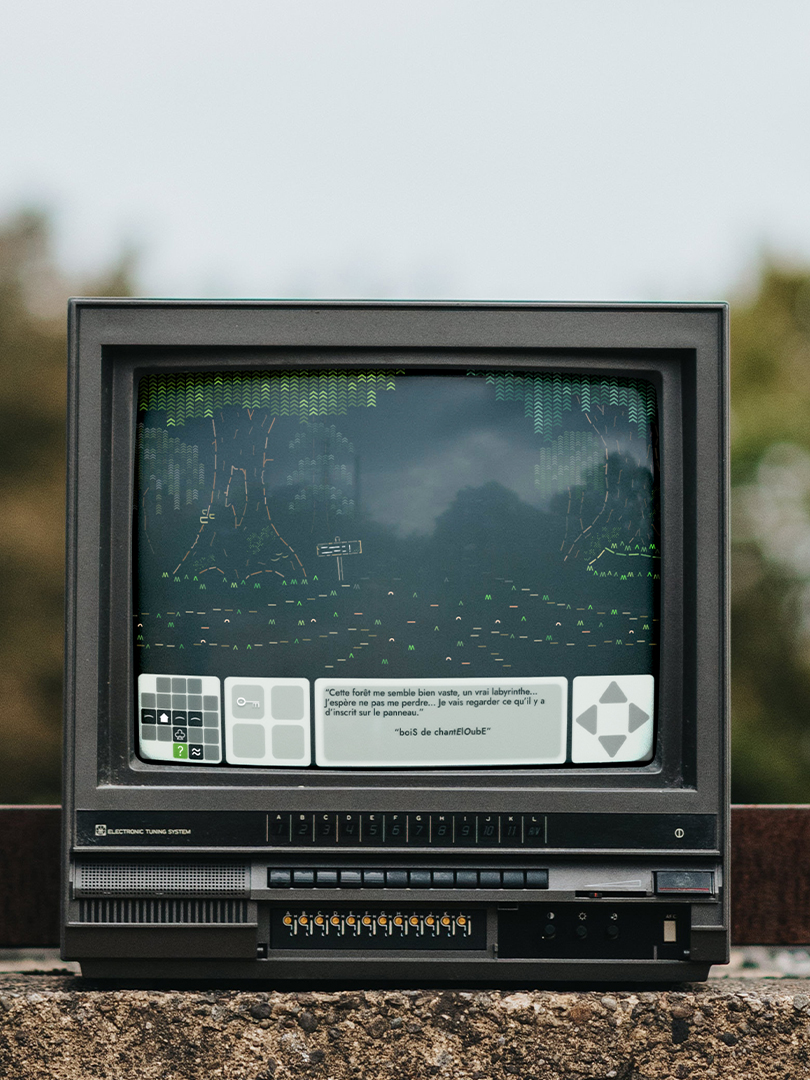 "Cette forêt me semble bien vaste, un vrai labyrinthe...
J'espère ne pas me perdre... Je vais regarder ce qu'il y a
d'inscrit sur le panneau."
"boiS de chantElOubE"
?
ELECTRONIC TUNING SYSTEM
A B C D E F G H I J K L
1 2 3 4 5 6 7 8 9 10 11 AV